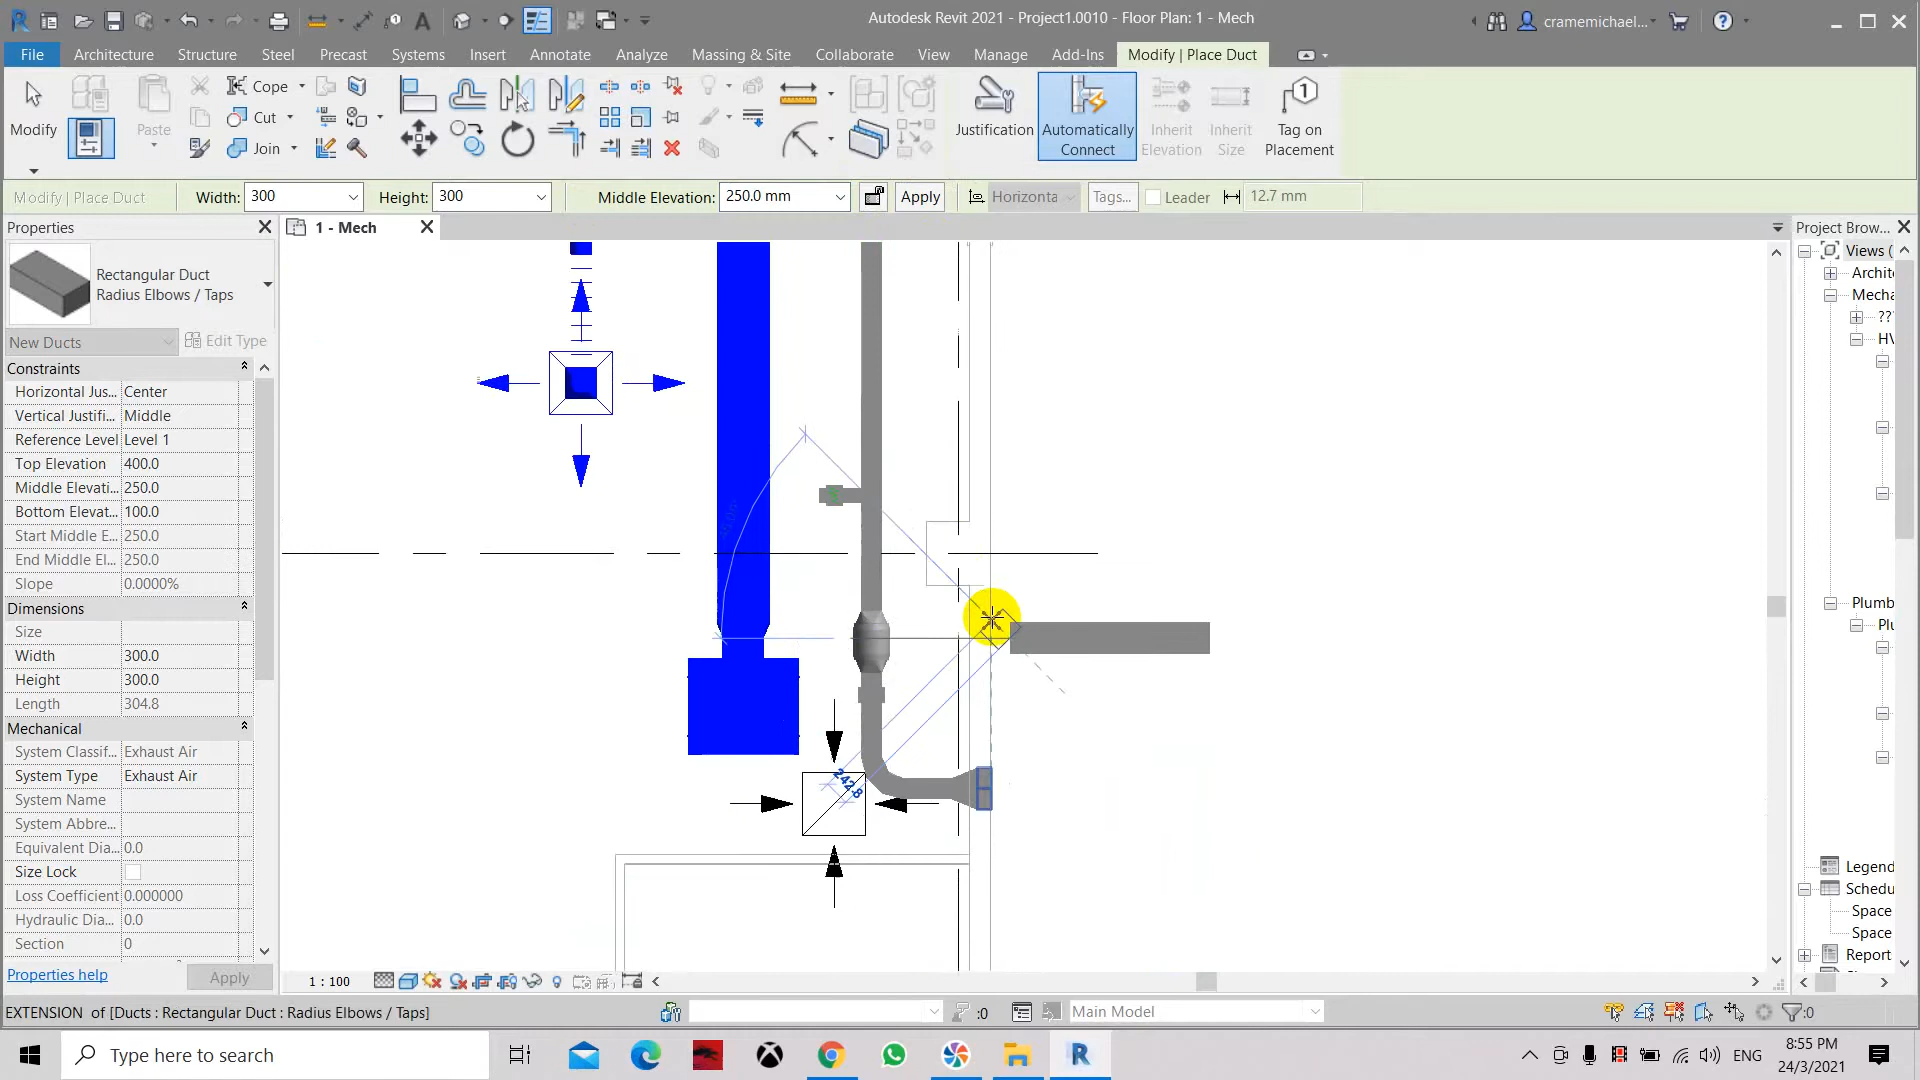 Autodesk Revit 2021 - Project1.0010 - Floor Plan: 1 - Mech
cramemichael...
File Architecture Structure Steel Precast Systems Insert Annotate Analyze Massing & Site Collaborate View Manage Add-Ins Modify | Place Duct
Modify Paste Cope Cut Join
Justification Automatically Connect Inherit Elevation Inherit Size Tag on Placement
Modify | Place Duct Width: 300 Height: 300 Middle Elevation: 250.0 mm Apply Horizonta Tags... Leader 12.7 mm
Properties
1 - Mech
Project Brow...
Rectangular Duct
Radius Elbows / Taps
New Ducts Edit Type
Constraints
Horizontal Jus... Center
Vertical Justifi... Middle
Reference Level Level 1
Top Elevation 400.0
Middle Elevati... 250.0
Bottom Elevat... 100.0
Start Middle E... 250.0
End Middle El... 250.0
Slope 0.0000%
Dimensions
Size
Width 300.0
Height 300.0
Length 304.8
Mechanical
System Classif... Exhaust Air
System Type Exhaust Air
System Name
System Abbre...
Equivalent Dia... 0.0
Size Lock
Loss Coefficient 0.000000
Hydraulic Dia... 0.0
Section 0
Properties help Apply
242.8
Views (
Archit
Mecha
??
HV
Plumb
Plu
Legend
Schedu
Space
Space
Report
1 : 100
EXTENSION of [Ducts : Rectangular Duct : Radius Elbows / Taps]
:0
Main Model
:0
Type here to search
ENG
8:55 PM
24/3/2021